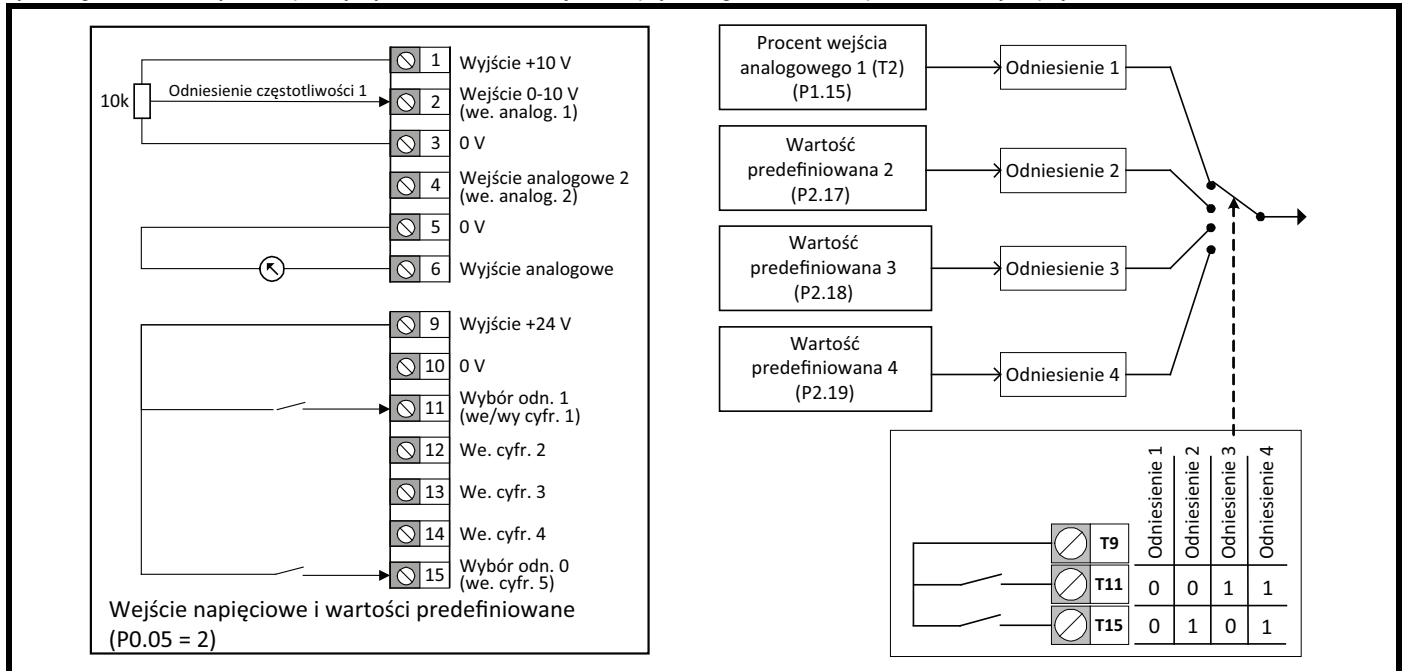 1 Wyjście +10 V
10k
Odniesienie częstotliwości 1
2 Wejście 0-10 V
(we. analog. 1)
3 0 V
4 Wejście analogowe 2
(we. analog. 2)
5 0 V
6 Wyjście analogowe
9 Wyjście +24 V
10 0 V
11 Wybór odn. 1
(we/wy cyfr. 1)
12 We. cyfr. 2
13 We. cyfr. 3
14 We. cyfr. 4
15 Wybór odn. 0
(we. cyfr. 5)
Wejście napięciowe i wartości predefiniowane
(P0.05 = 2)
Procent wejścia
analogowego 1 (T2)
(P1.15)
Odniesienie 1
Wartość
predefiniowana 2
(P2.17)
Odniesienie 2
Wartość
predefiniowana 3
(P2.18)
Odniesienie 3
Wartość
predefiniowana 4
(P2.19)
Odniesienie 4
Odniesienie 1
Odniesienie 2
Odniesienie 3
Odniesienie 4
T9
T11 0 0 1 1
T15 0 1 0 1